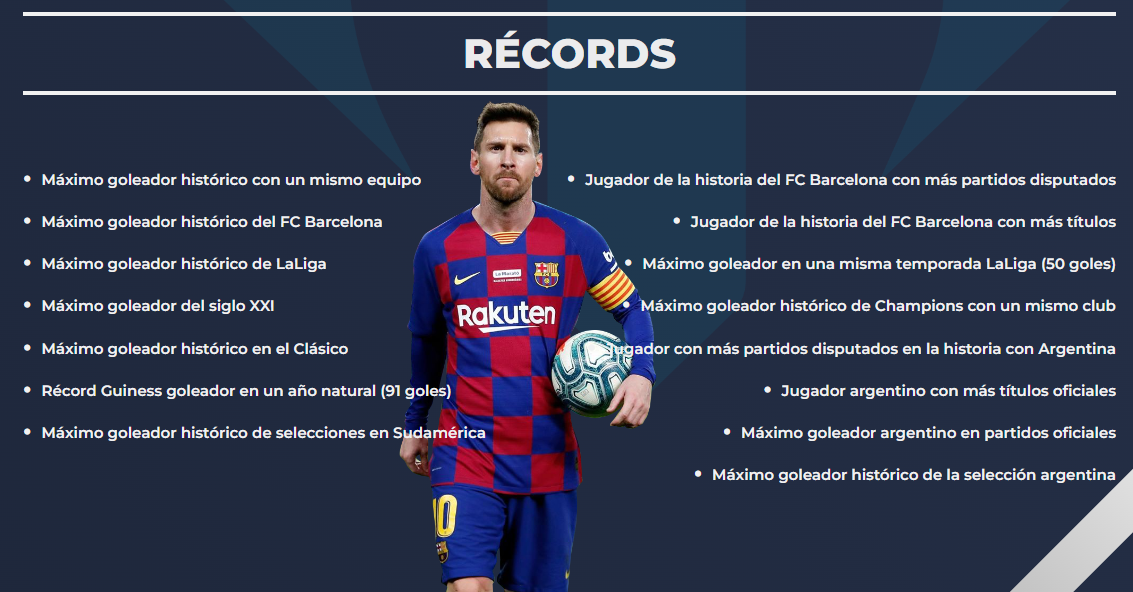 RÉCORDS
Máximo goleador histórico con un mismo equipo
Máximo goleador histórico del FC Barcelona
Máximo goleador histórico de LaLiga
Máximo goleador del siglo XXI
Máximo goleador histórico en el Clásico
Récord Guiness goleador en un año natural (91 goles)
Máximo goleador histórico de selecciones en Sudamérica
Jugador de la historia del FC Barcelona con más partidos disputados
Jugador de la historia del FC Barcelona con más títulos
Máximo goleador en una misma temporada LaLiga (50 goles)
Máximo goleador histórico de Champions con un mismo club
Jugador con más partidos disputados en la historia con Argentina
Jugador argentino con más títulos oficiales
Máximo goleador argentino en partidos oficiales
Máximo goleador histórico de la selección argentina
Rakuten
10